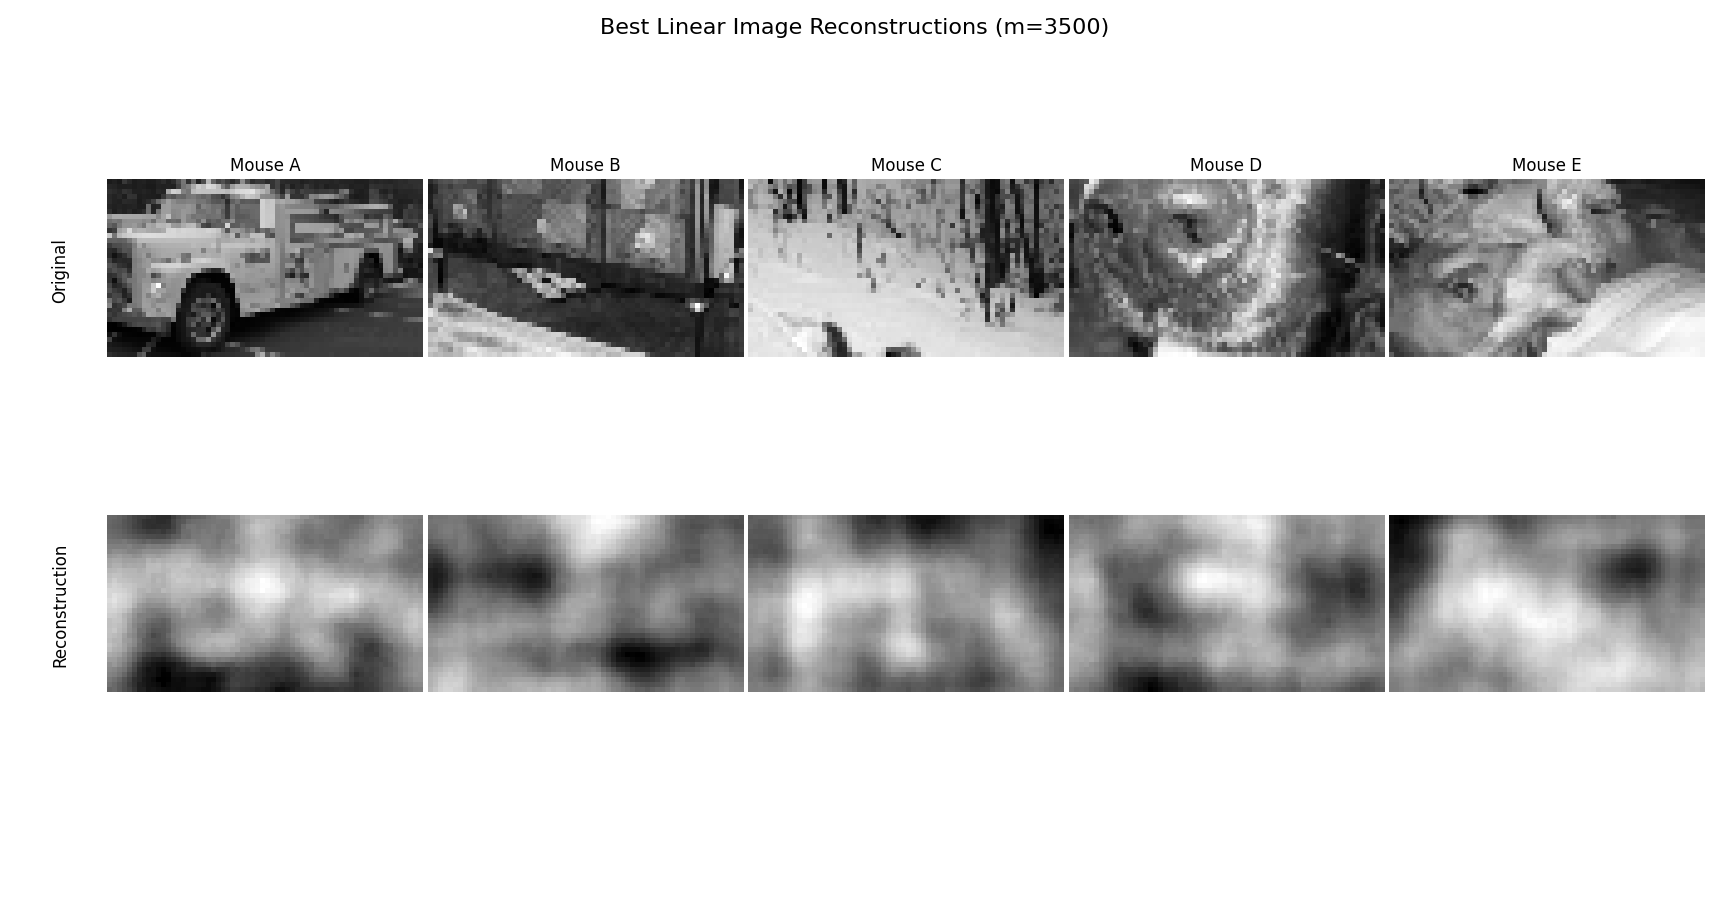 Best Linear Image Reconstructions (m=3500)
Mouse A
Mouse B
Mouse C
Mouse D
Mouse E
Original
Reconstruction